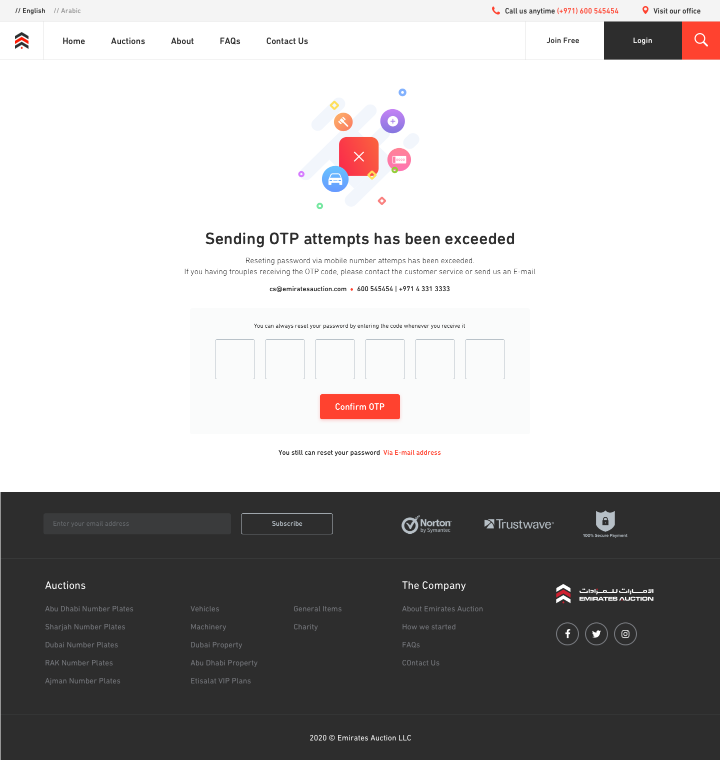 // English // Arabic
Call us anytime (+971) 600 545454
Visit our office
Home Auctions About FAQs Contact Us
Join Free
Login
Sending OTP attempts has been exceeded
Reseting password via mobile number attemps has been exceeded
If you having trouples receiving the OTP code, please contact the customer service or send us an E-mail
cs@emiratesauction.com • 600 545454 | +971 4 331 3333
You can always reset your password by entering the code whenever you receive it
Confirm OTP
You still can reset your password Via E-mail address
Enter your email address
Subscribe
Norton
by Symantec
Trustwave®
100% Secure Payment
Auctions
Abu Dhabi Number Plates
Sharjah Number Plates
Dubai Number Plates
RAK Number Plates
Ajman Number Plates
Vehicles
Machinery
Dubai Property
Abu Dhabi Property
Etisalat VIP Plans
General Items
Charity
The Company
About Emirates Auction
How we started
FAQs
COntact Us
الإمارات للمزادات
EMIRATES AUCTION
2020 © Emirates Auction LLC